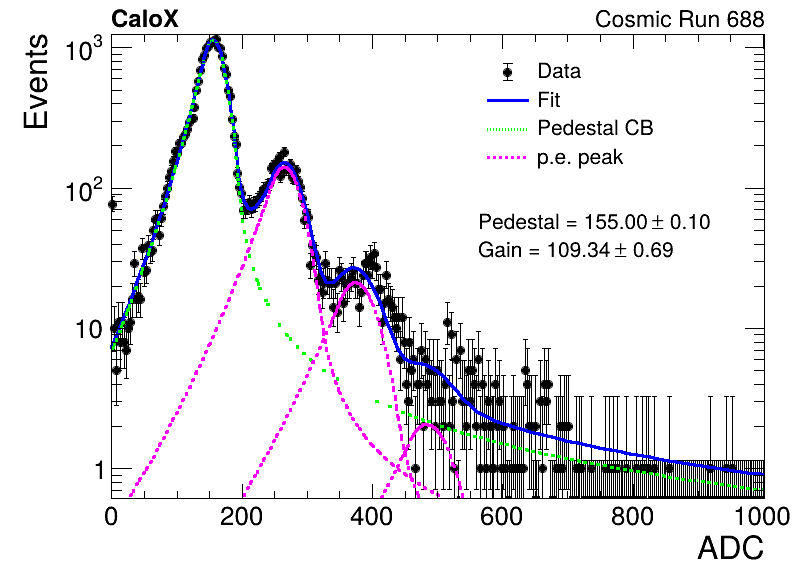 CaloX
Cosmic Run 688
Events
10³
10²
10
1
Data
Fit
Pedestal CB
p.e. peak
Pedestal = 155.00 ± 0.10
Gain = 109.34 ± 0.69
0 200 400 600 800 1000
ADC